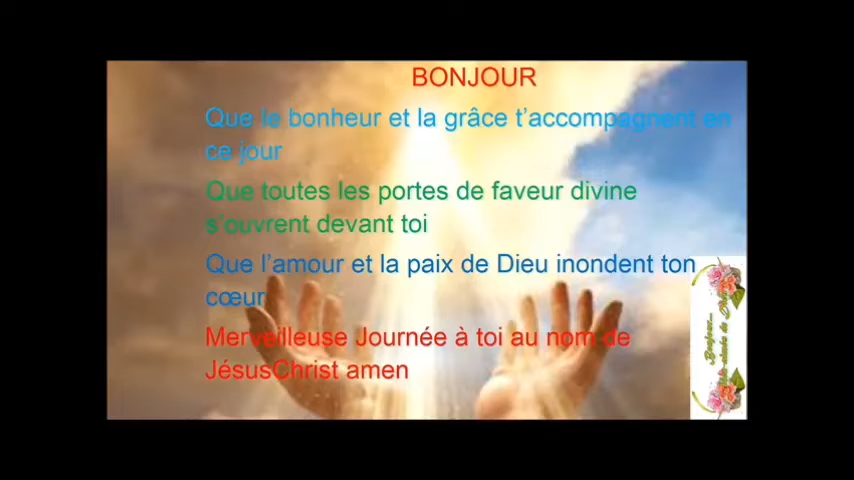 BONJOUR
Que le bonheur et la grâce t'accompagnent en
ce jour
Que toutes les portes de faveur divine
s'ouvrent devant toi
Que l'amour et la paix de Dieu inondent ton
cœur
Merveilleuse Journée à toi au nom de
JésusChrist amen
Bonjour...